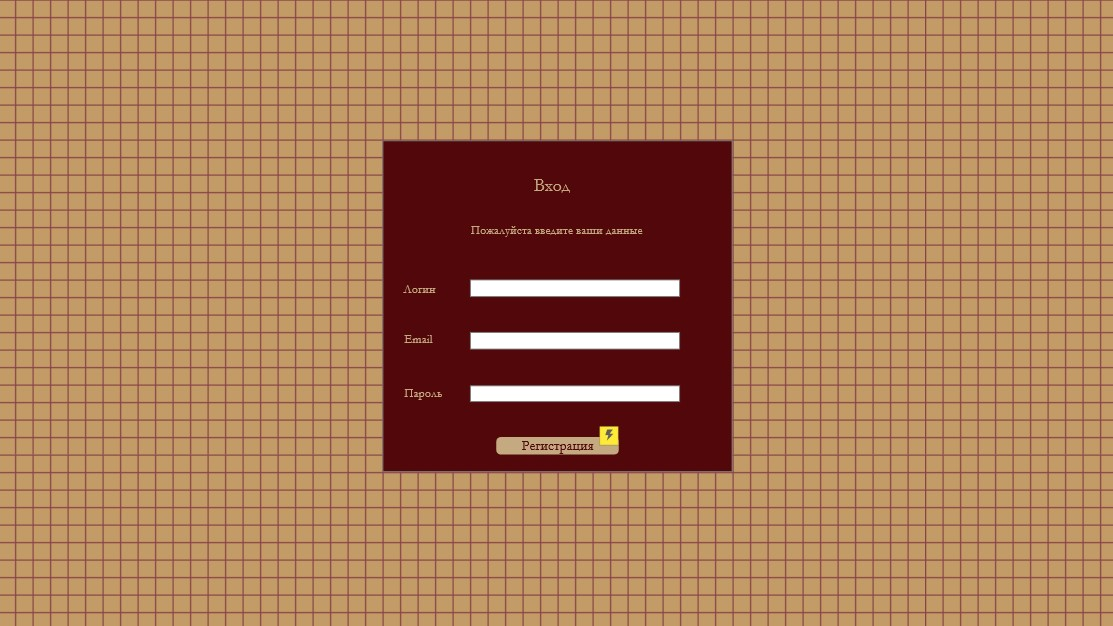 Вход
Пожалуйста введите ваши данные
Логин
Email
Пароль
Регистрация